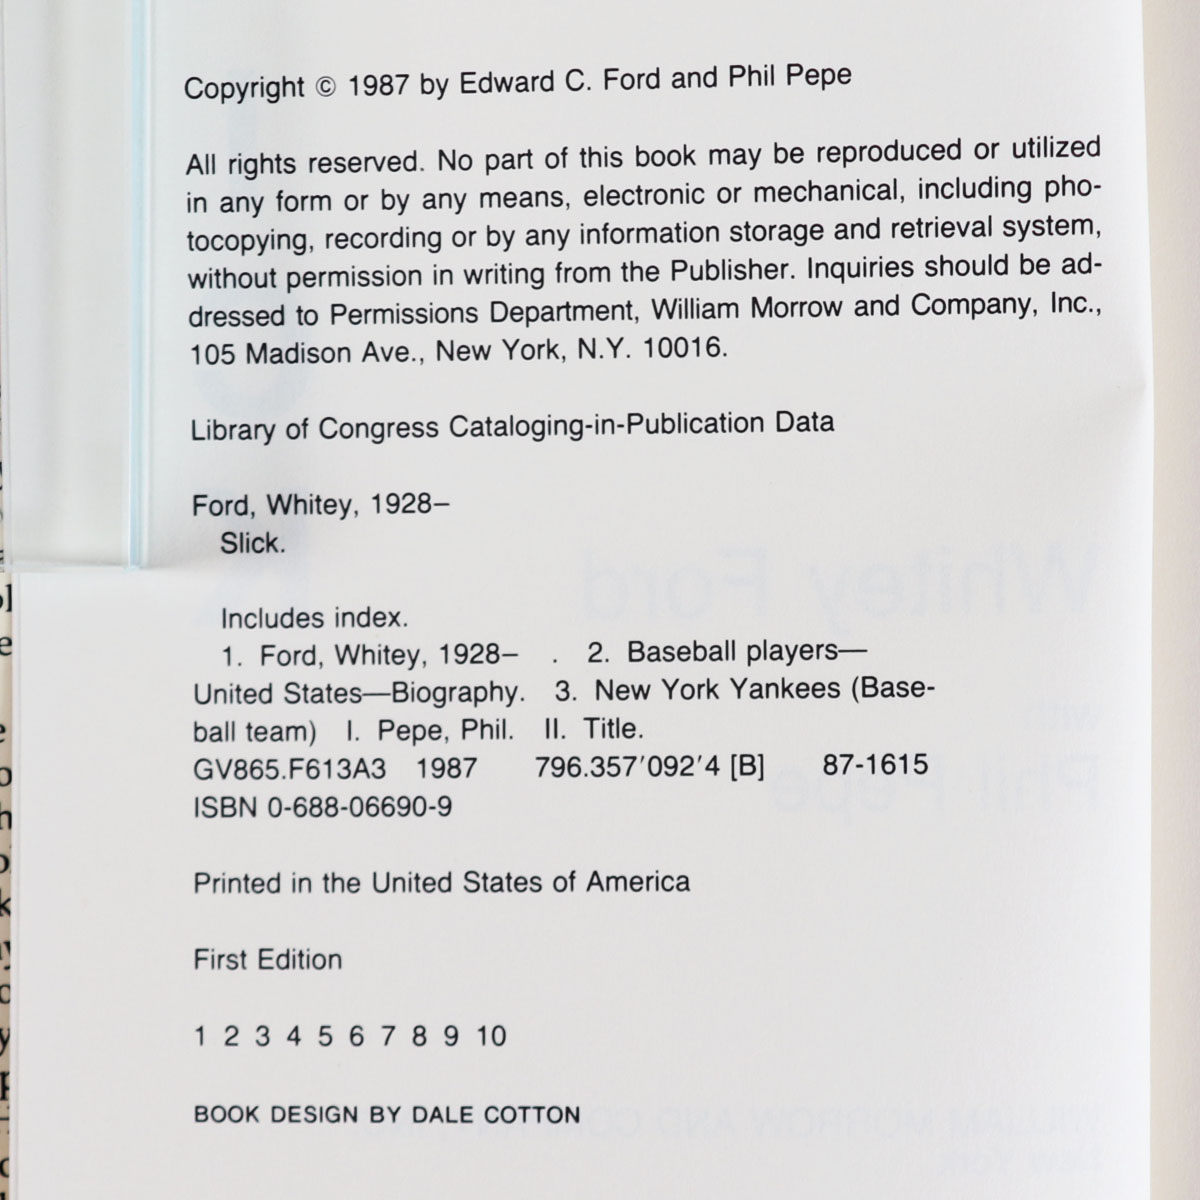 Copyright © 1987 by Edward C. Ford and Phil Pepe
All rights reserved. No part of this book may be reproduced or utilized
in any form or by any means, electronic or mechanical, including pho-
tocopying, recording or by any information storage and retrieval system,
without permission in writing from the Publisher. Inquiries should be ad-
dressed to Permissions Department, William Morrow and Company, Inc.,
105 Madison Ave., New York, N.Y. 10016.
Library of Congress Cataloging-in-Publication Data
Ford, Whitey, 1928–
Slick.
Includes index.
1. Ford, Whitey, 1928– . 2. Baseball players—
United States—Biography. 3. New York Yankees (Base-
ball team) I. Pepe, Phil. II. Title.
GV865.F613A3 1987 796.357'092'4 [B] 87-1615
ISBN 0-688-06690-9
Printed in the United States of America
First Edition
1 2 3 4 5 6 7 8 9 10
BOOK DESIGN BY DALE COTTON